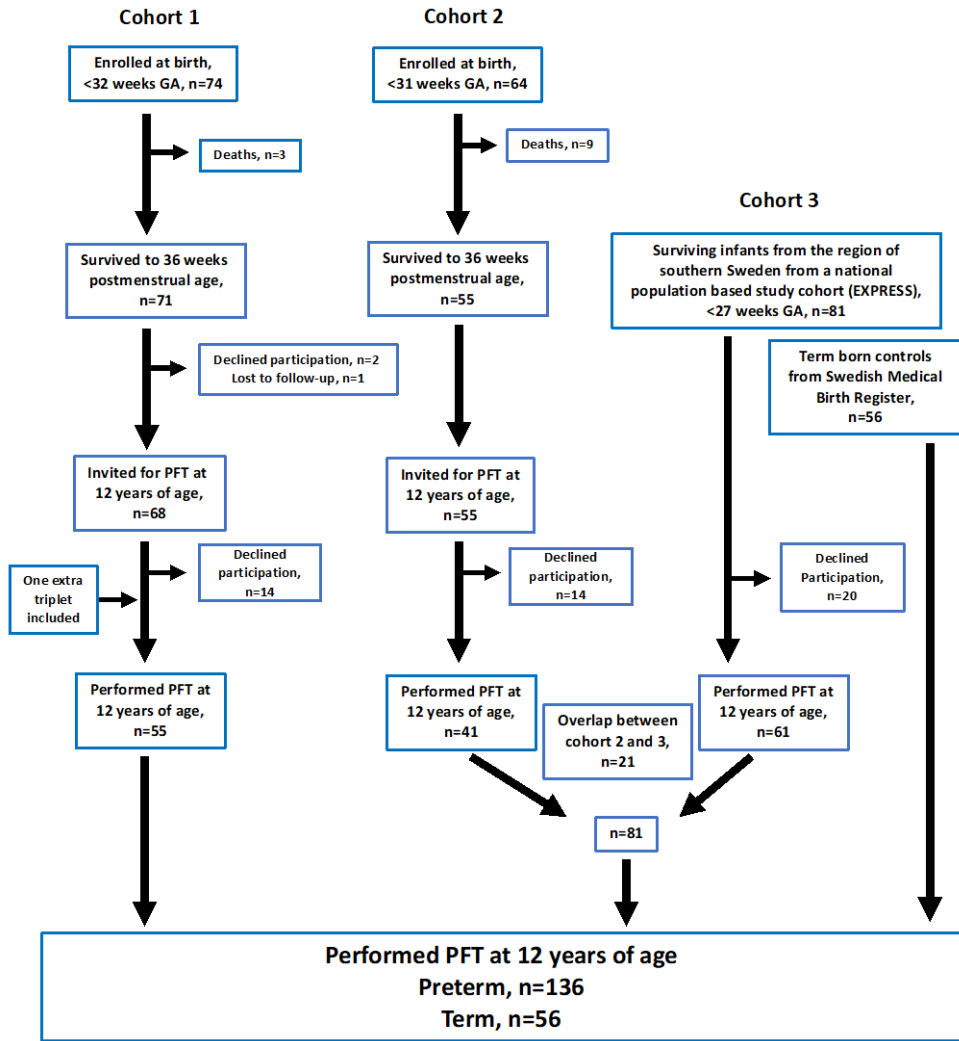 Cohort 1
Enrolled at birth,
<32 weeks GA, n=74
Deaths, n=3
Survived to 36 weeks
postmenstrual age,
n=71
Declined participation, n=2
Lost to follow-up, n=1
Invited for PFT at
12 years of age,
n=68
Declined
participation,
n=14
One extra
triplet
included
Performed PFT at
12 years of age,
n=55
Cohort 2
Enrolled at birth,
<31 weeks GA, n=64
Deaths, n=9
Survived to 36 weeks
postmenstrual age,
n=55
Invited for PFT at
12 years of age,
n=55
Declined
participation,
n=14
Performed PFT at
12 years of age,
n=41
Cohort 3
Surviving infants from the region of
southern Sweden from a national
population based study cohort (EXPRESS),
<27 weeks GA, n=81
Term born controls
from Swedish Medical
Birth Register,
n=56
Declined
Participation,
n=20
Performed PFT at
12 years of age,
n=61
Overlap between
cohort 2 and 3,
n=21
n=81
Performed PFT at 12 years of age
Preterm, n=136
Term, n=56